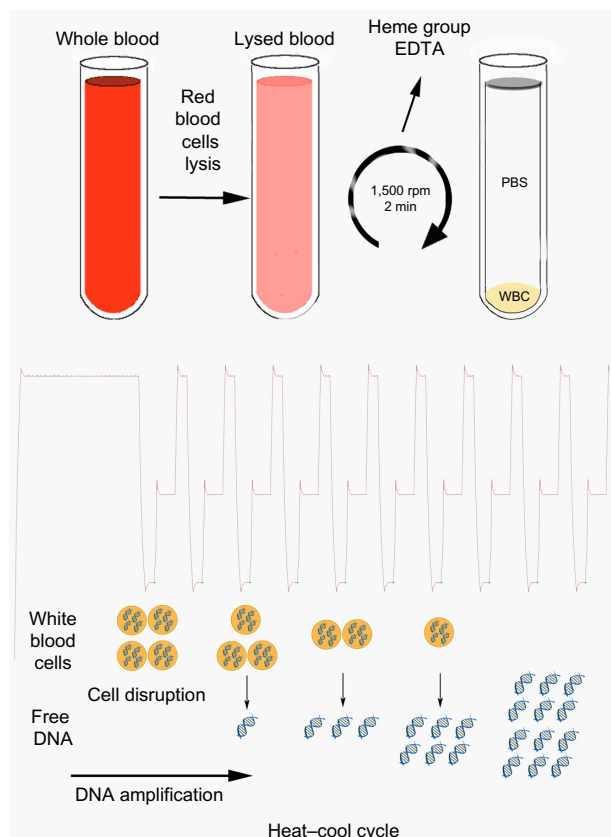 Whole blood
Lysed blood
Heme group
EDTA
Red
blood
cells
lysis
1,500 rpm
2 min
PBS
WBC
White
blood
cells
Cell disruption
Free
DNA
DNA amplification
Heat–cool cycle